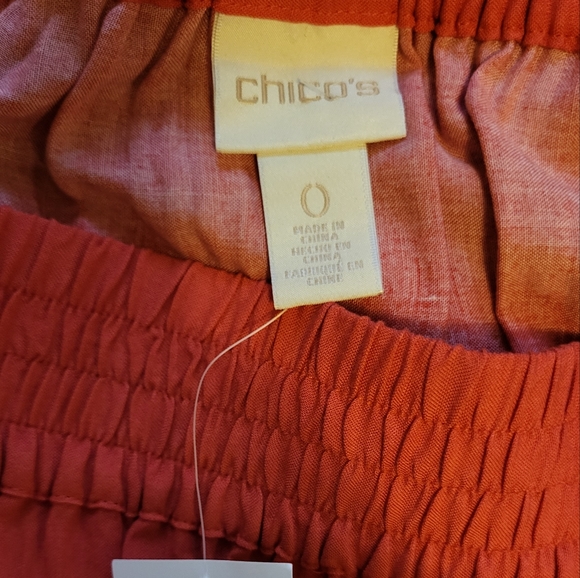 chico's
0
MADE IN
CHINA
HECHO EN
CHINA
FABRIQUÉ EN
CHINE